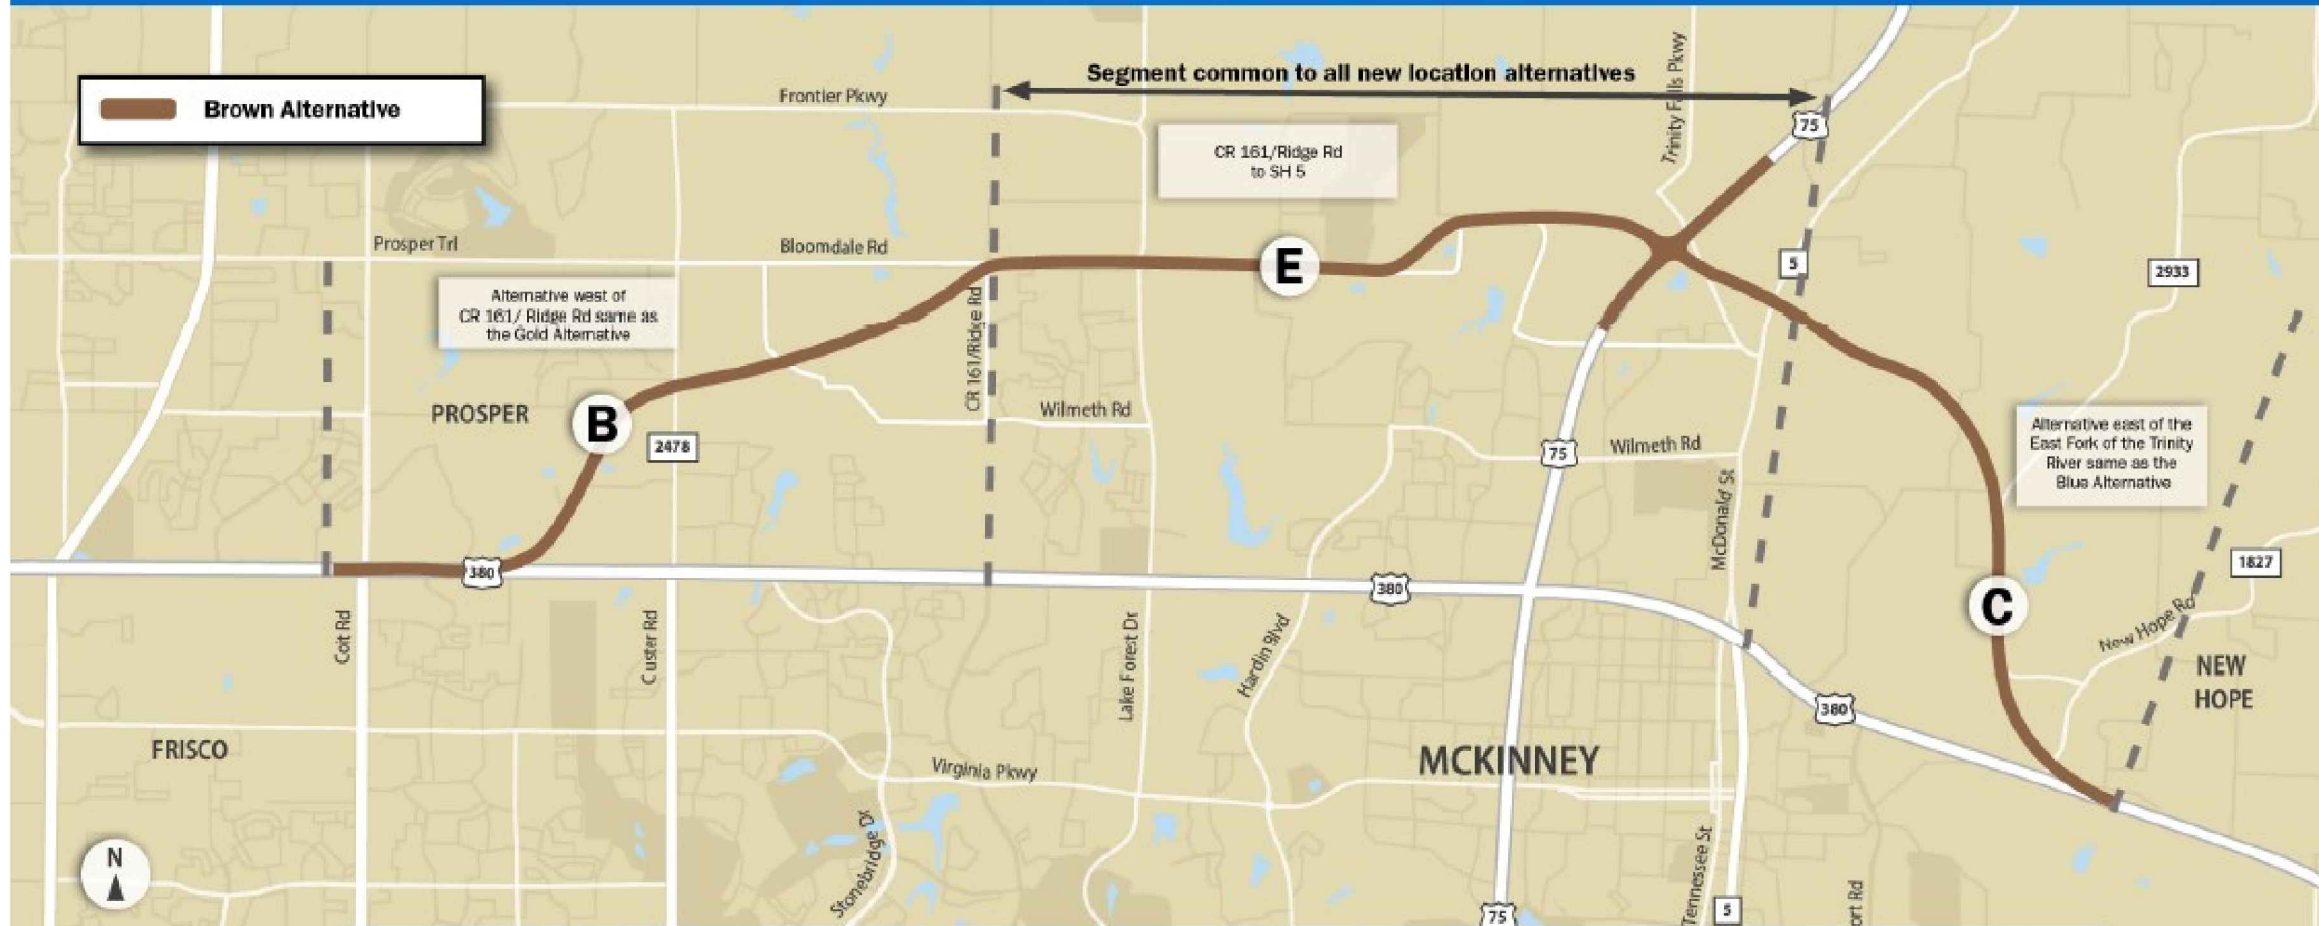 Brown Alternative
Segment common to all new location alternatives
Frontier Pkwy
Trinity Falls Pkwy
75
CR 161/Ridge Rd
to SH 5
Prosper Trl
Bloomdale Rd
E
5
2933
Alternative west of
CR 161/ Ridge Rd same as
the Gold Alternative
CR 161/Ridge Rd
PROSPER
B
2478
Wilmeth Rd
75
Wilmeth Rd
McDonald St
Alternative east of the
East Fork of the Trinity
River same as the
Blue Alternative
380
380
1827
C
New Hope Rd
NEW
HOPE
Coit Rd
Custer Rd
Lake Forest Dr
Hardin Blvd
380
FRISCO
MCKINNEY
Virginia Pkwy
Stonebridge Dr
Tennessee St
N
75
5
ort Rd